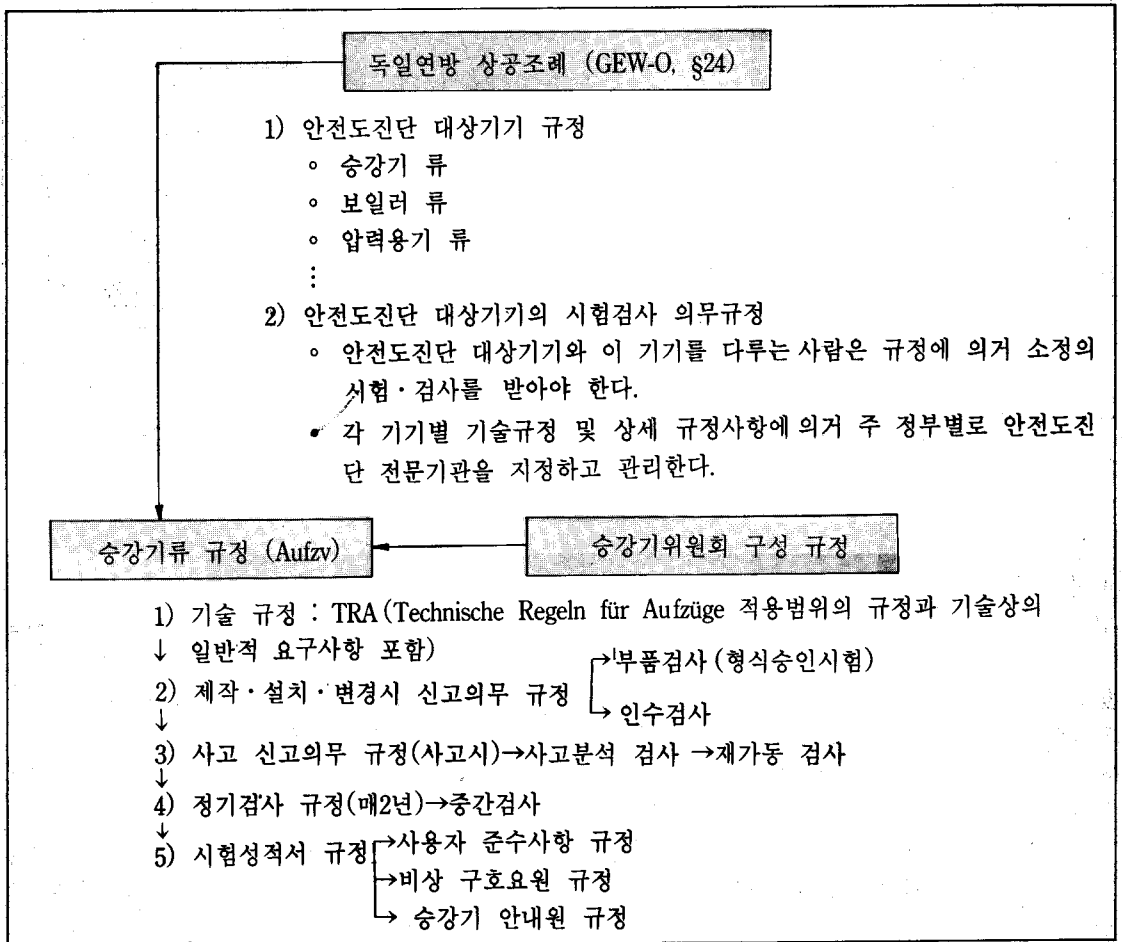 독일연방 상공조례 (GEW-O, §24)
1) 안전도진단 대상기기 규정
◦ 승강기 류
◦ 보일러 류
◦ 압력용기 류
⋮
2) 안전도진단 대상기기의 시험검사 의무규정
◦ 안전도진단 대상기기와 이 기기를 다루는 사람은 규정에 의거 소정의
시험·검사를 받아야 한다.
• 각 기기별 기술규정 및 상세 규정사항에 의거 주 정부별로 안전도진
단 전문기관을 지정하고 관리한다.
승강기류 규정 (Aufzv) 승강기위원회 구성 규정
1) 기술 규정 : TRA (Technische Regeln für Aufzüge 적용범위의 규정과 기술상의
↓ 일반적 요구사항 포함)
→부품검사 (형식승인시험)
2) 제작·설치·변경시 신고의무 규정
→ 인수검사
↓
3) 사고 신고의무 규정(사고시)→사고분석 검사 →재가동 검사
↓
4) 정기검사 규정(매2년)→중간검사
↓
5) 시험성적서 규정→사용자 준수사항 규정
→비상 구호요원 규정
→ 승강기 안내원 규정